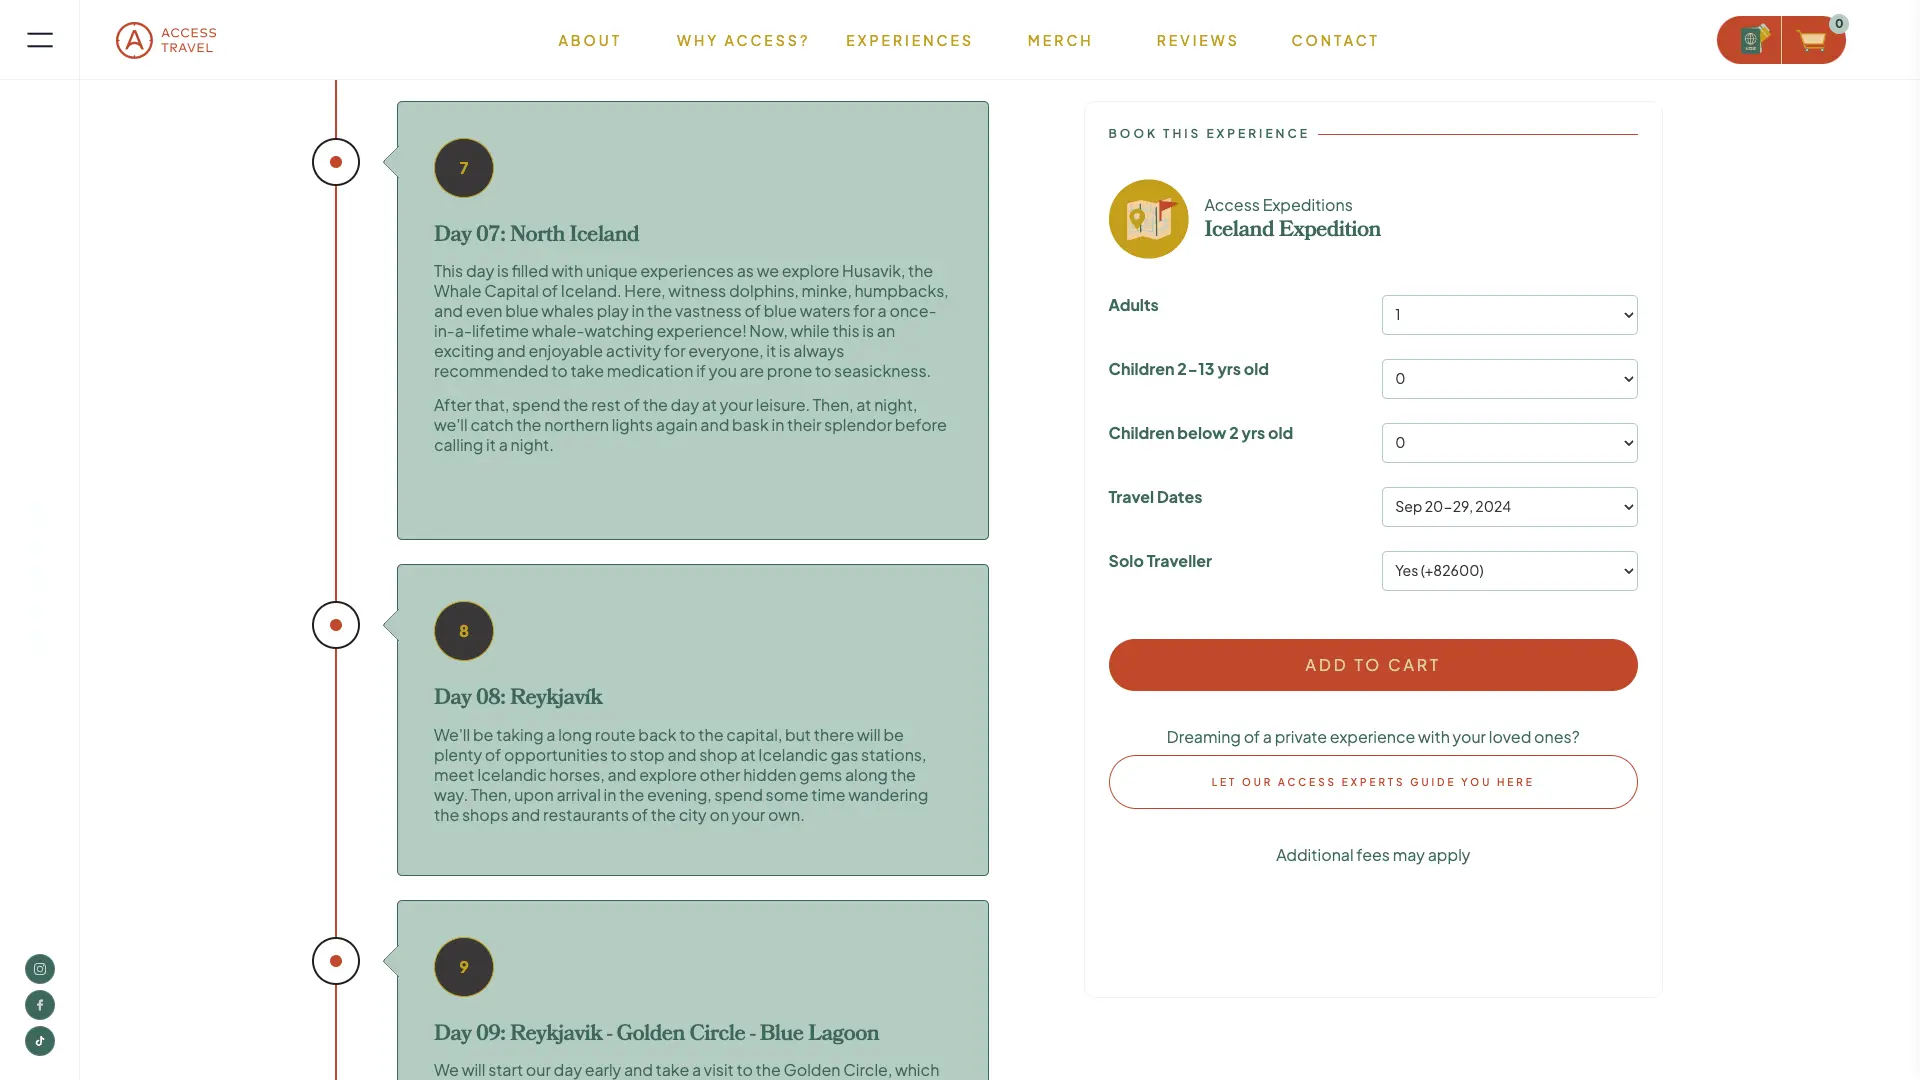 ACCESS
TRAVEL
ABOUT
WHY ACCESS?
EXPERIENCES
MERCH
REVIEWS
CONTACT
0
7
Day 07: North Iceland
This day is filled with unique experiences as we explore Husavik, the
Whale Capital of Iceland. Here, witness dolphins, minke, humpbacks,
and even blue whales play in the vastness of blue waters for a once-
in-a-lifetime whale-watching experience! Now, while this is an
exciting and enjoyable activity for everyone, it is always
recommended to take medication if you are prone to seasickness.
After that, spend the rest of the day at your leisure. Then, at night,
we'll catch the northern lights again and bask in their splendor before
calling it a night.
8
Day 08: Reykjavík
We'll be taking a long route back to the capital, but there will be
plenty of opportunities to stop and shop at Icelandic gas stations,
meet Icelandic horses, and explore other hidden gems along the
way. Then, upon arrival in the evening, spend some time wandering
the shops and restaurants of the city on your own.
9
Day 09: Reykjavik - Golden Circle - Blue Lagoon
We will start our day early and take a visit to the Golden Circle, which
BOOK THIS EXPERIENCE
Access Expeditions
Iceland Expedition
Adults
1
Children 2-13 yrs old
0
Children below 2 yrs old
0
Travel Dates
Sep 20-29, 2024
Solo Traveller
Yes (+82600)
ADD TO CART
Dreaming of a private experience with your loved ones?
LET OUR ACCESS EXPERTS GUIDE YOU HERE
Additional fees may apply